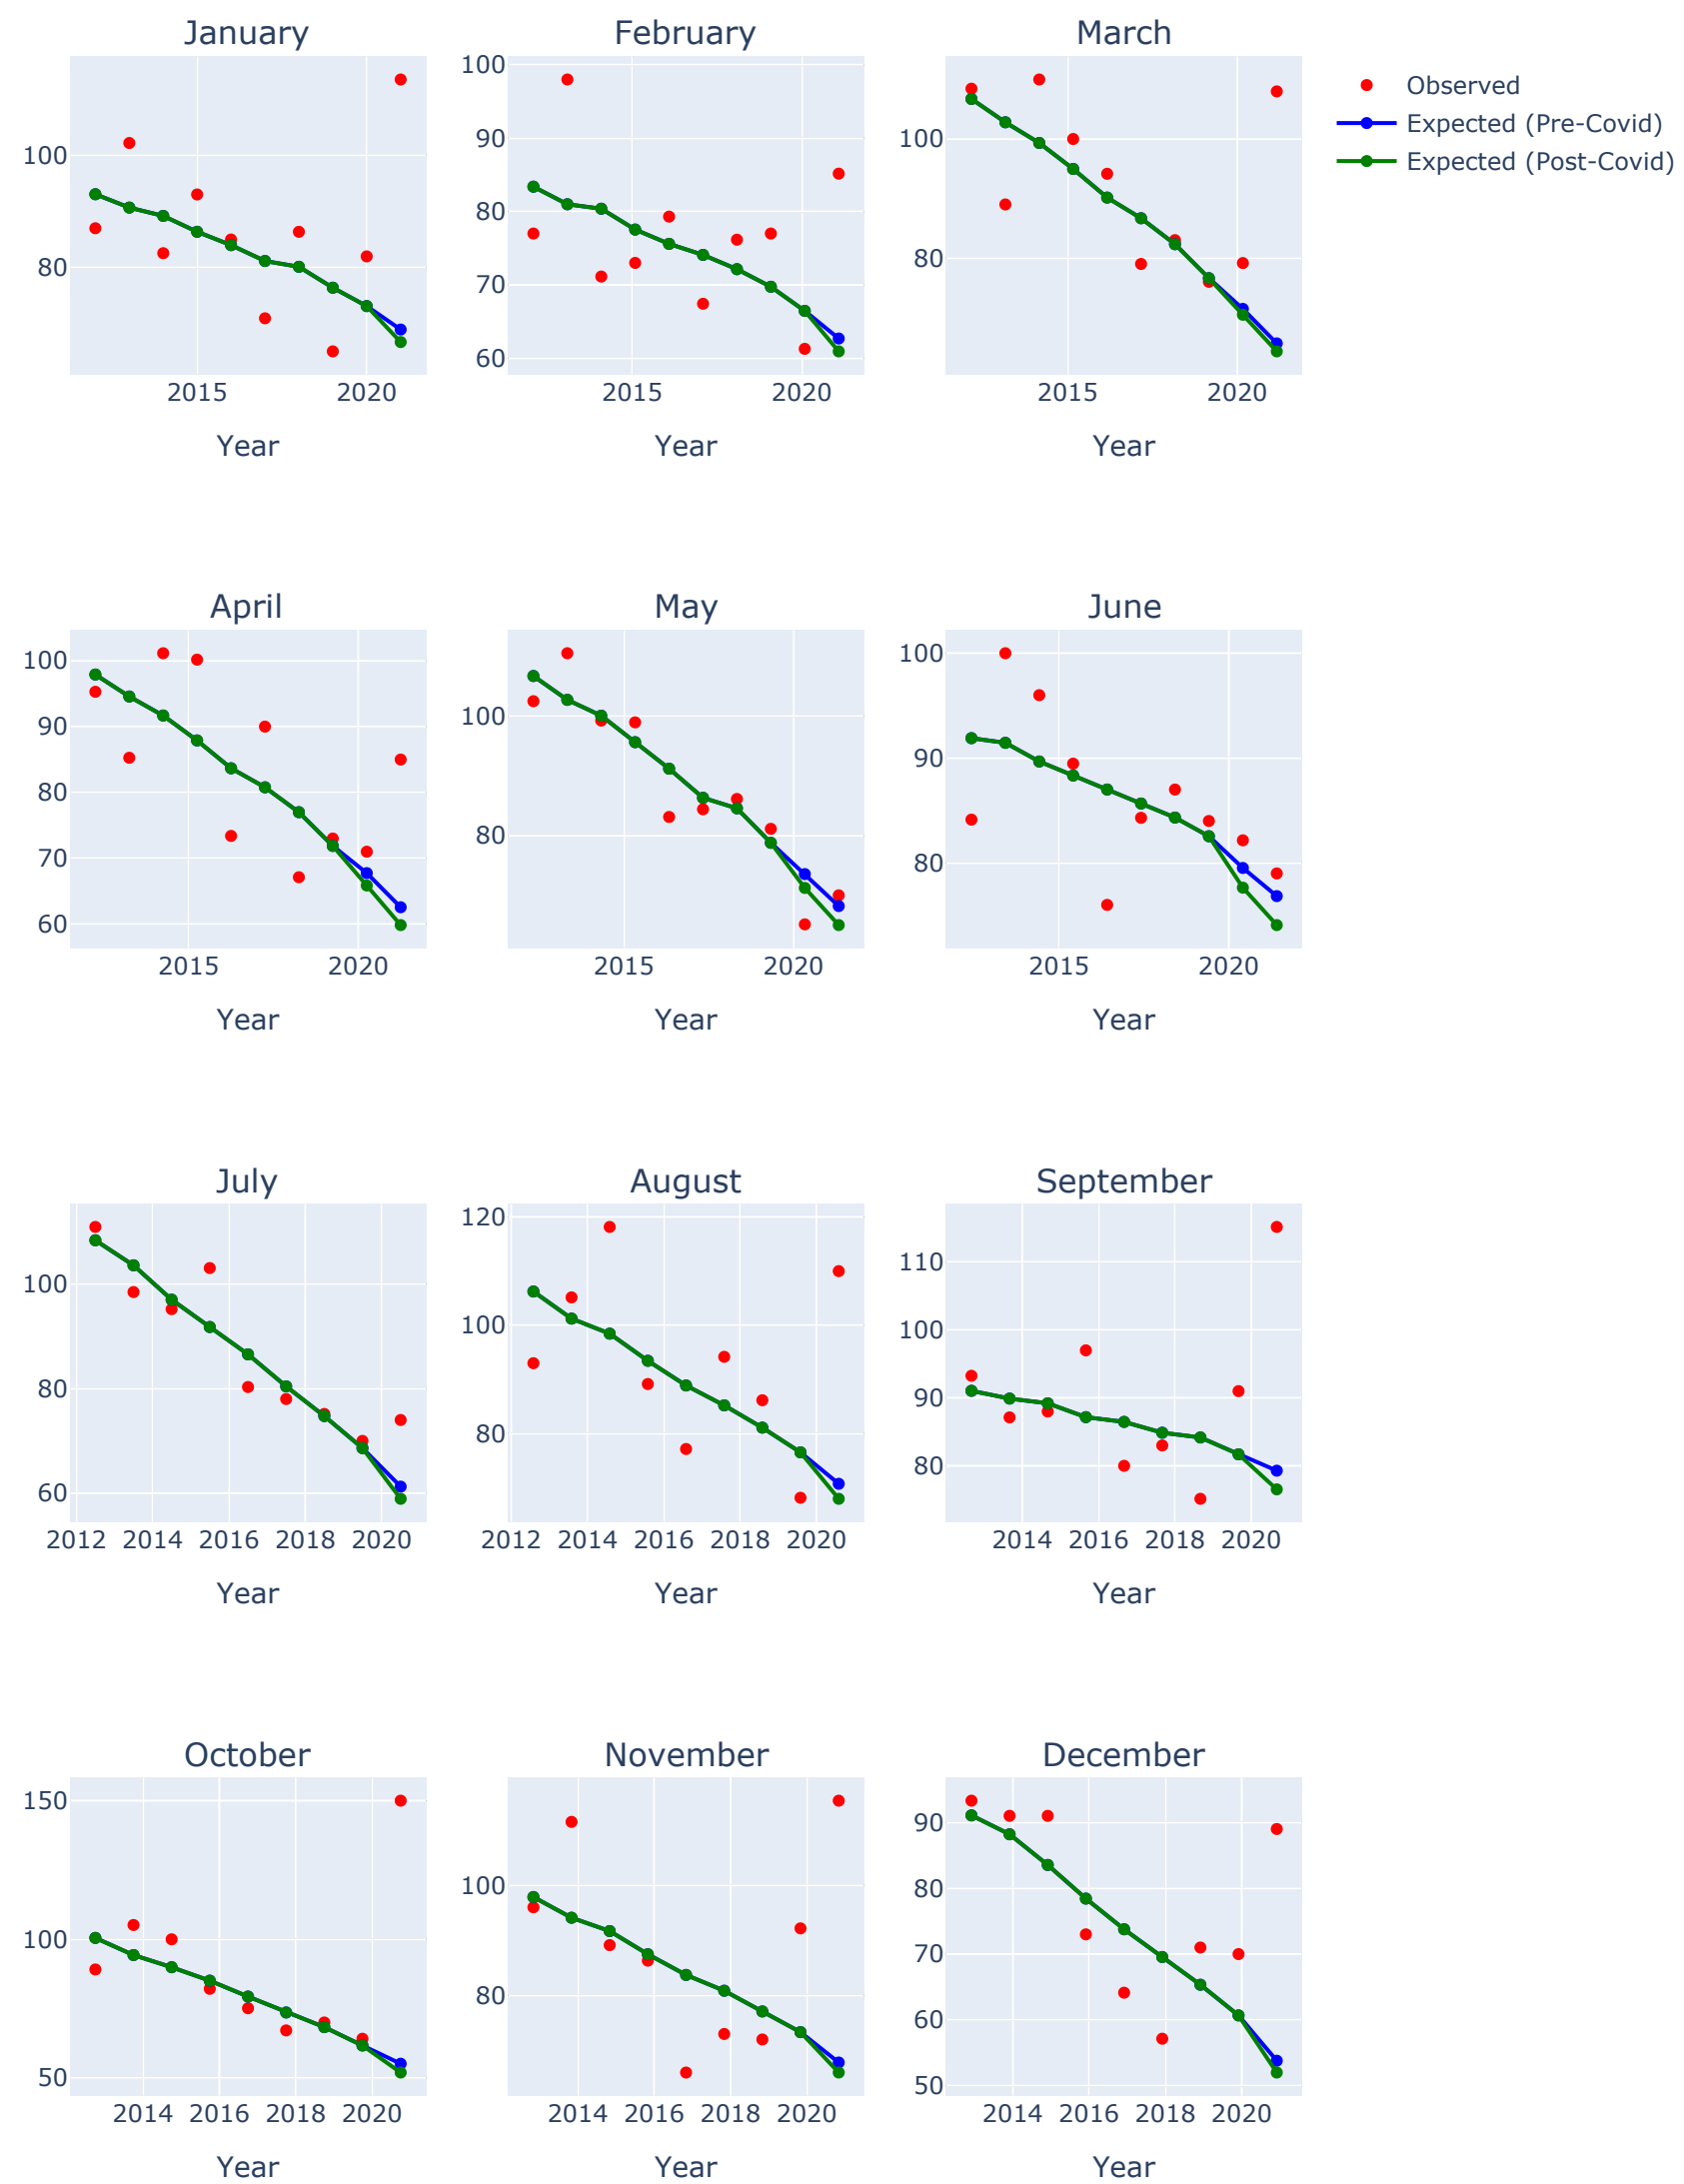 January
February
March
100
80
2015
2020
Year
100
90
80
70
60
2015
2020
Year
100
80
2015
2020
Year
Observed
Expected (Pre-Covid)
Expected (Post-Covid)
April
May
June
100
90
80
70
60
2015
2020
Year
100
80
2015
2020
Year
100
90
80
2015
2020
Year
July
August
September
100
80
60
2012
2014
2016
2018
2020
Year
120
100
80
2012
2014
2016
2018
2020
Year
110
100
90
80
2014
2016
2018
2020
Year
October
November
December
150
100
50
2014
2016
2018
2020
Year
100
80
2014
2016
2018
2020
Year
90
80
70
60
50
2014
2016
2018
2020
Year